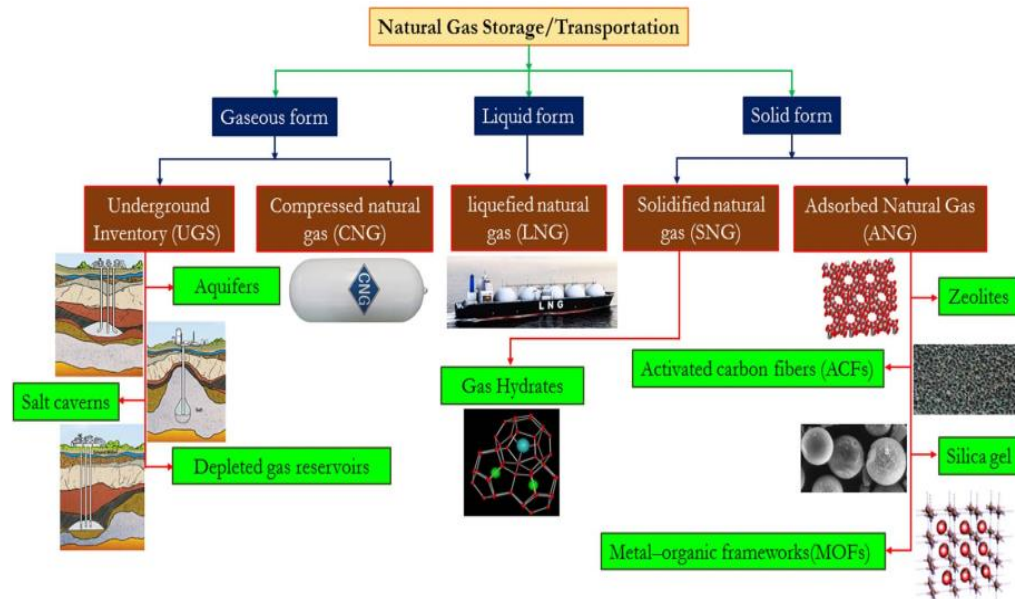 Natural Gas Storage/Transportation
Gaseous form
Liquid form
Solid form
Underground
Inventory (UGS)
Compressed natural
gas (CNG)
liquefied natural
gas (LNG)
Solidified natural
gas (SNG)
Adsorbed Natural Gas
(ANG)
Aquifers
CNG
LNG
Zeolites
Activated carbon fibers (ACFs)
Gas Hydrates
Salt caverns
Silica gel
Depleted gas reservoirs
Metal–organic frameworks(MOFs)